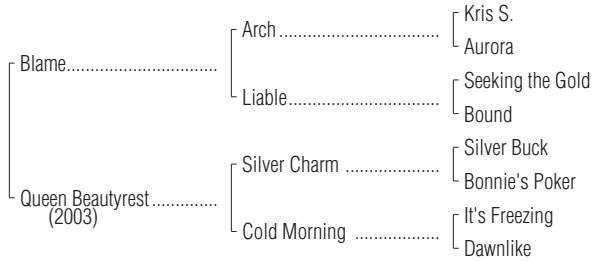 Kris S.
Arch
Aurora
Blame
Seeking the Gold
Liable
Bound
Silver Buck
Silver Charm
Bonnie's Poker
Queen Beautyrest
(2003)
It's Freezing
Cold Morning
Dawnlike